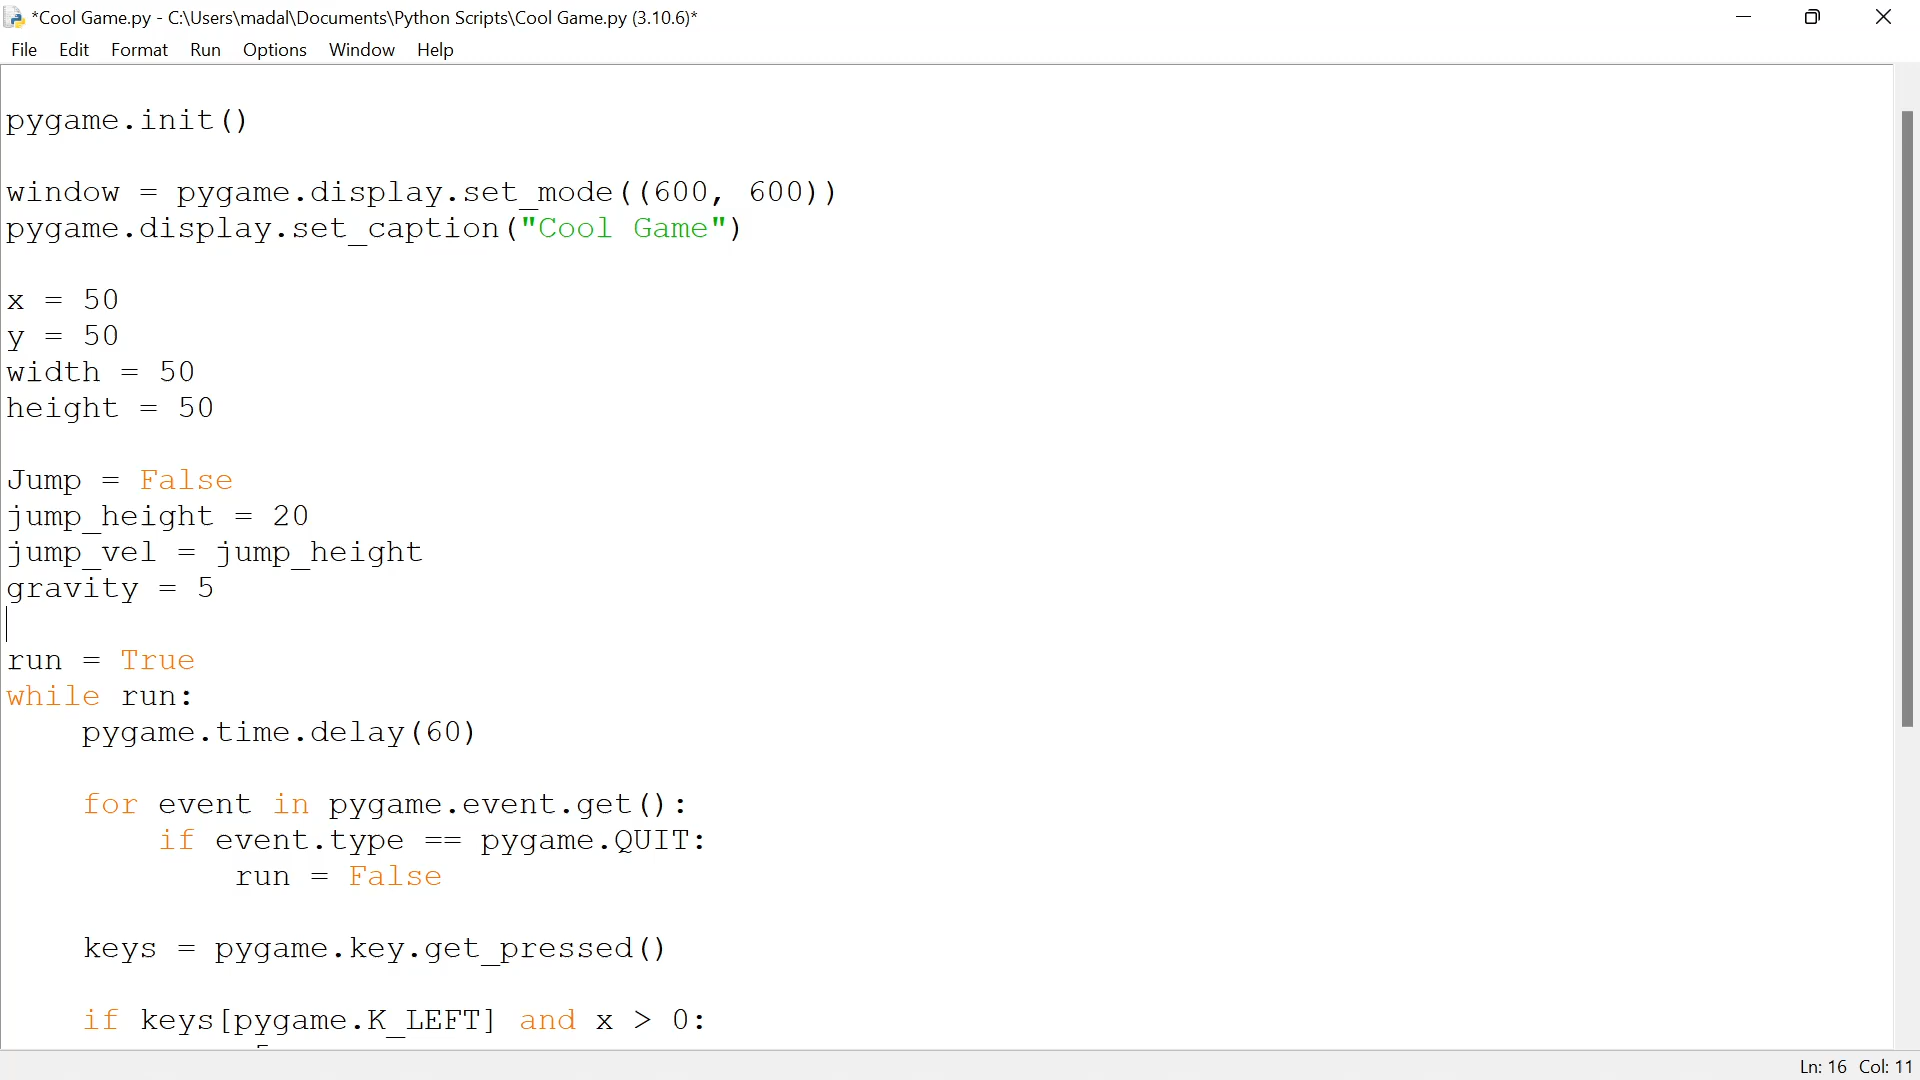 *Cool Game.py - C:\Users\madal\Documents\Python Scripts\Cool Game.py (3.10.6)*
File Edit Format Run Options Window Help
pygame.init()
window = pygame.display.set_mode((600, 600))
pygame.display.set_caption("Cool Game")
x = 50
y = 50
width = 50
height = 50
Jump = False
jump_height = 20
jump_vel = jump_height
gravity = 5
run = True
while run:
    pygame.time.delay(60)
    for event in pygame.event.get():
        if event.type == pygame.QUIT:
            run = False
    keys = pygame.key.get_pressed()
    if keys[pygame.K_LEFT] and x > 0:
Ln: 16 Col: 11